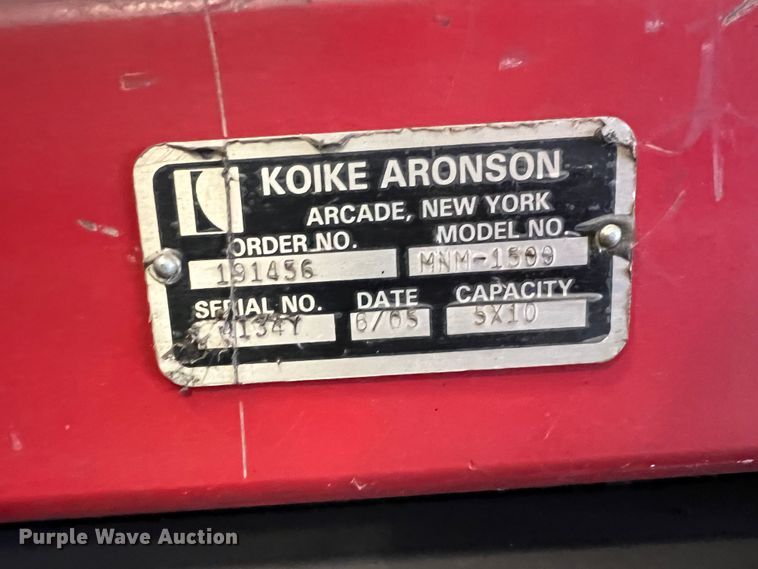 KOIKE ARONSON
ARCADE, NEW YORK
ORDER NO. MODEL NO.
191456 MNM-1509
SERIAL NO. DATE CAPACITY
6/05 5X10
Purple Wave Auction